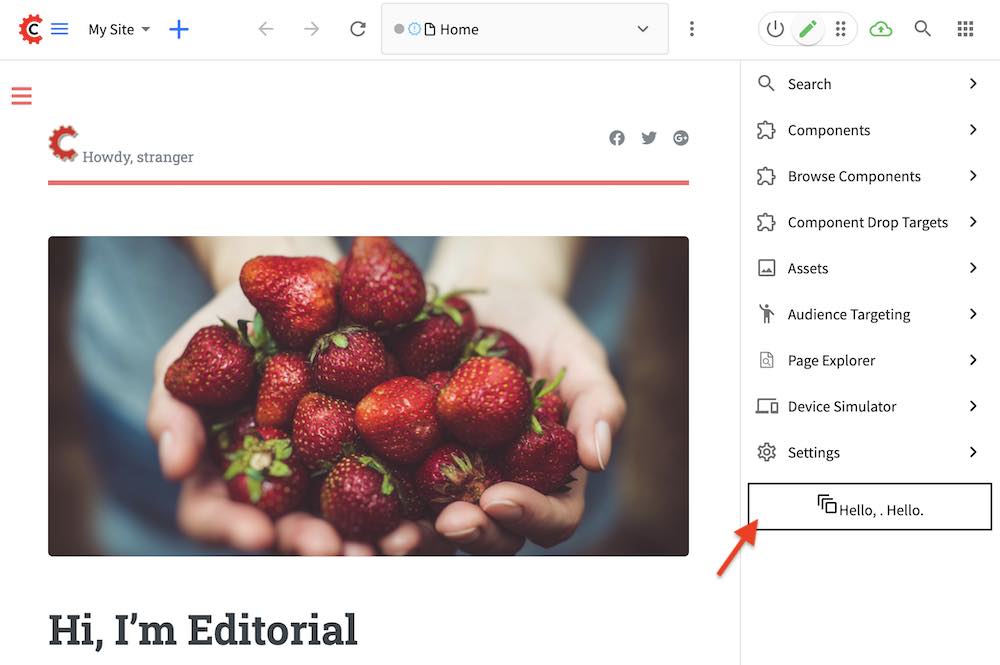 C
My Site
Home
Search
Components
Browse Components
Component Drop Targets
Assets
Audience Targeting
Page Explorer
Device Simulator
Settings
Hello, . Hello.
Howdy, stranger
Hi, I’m Editorial